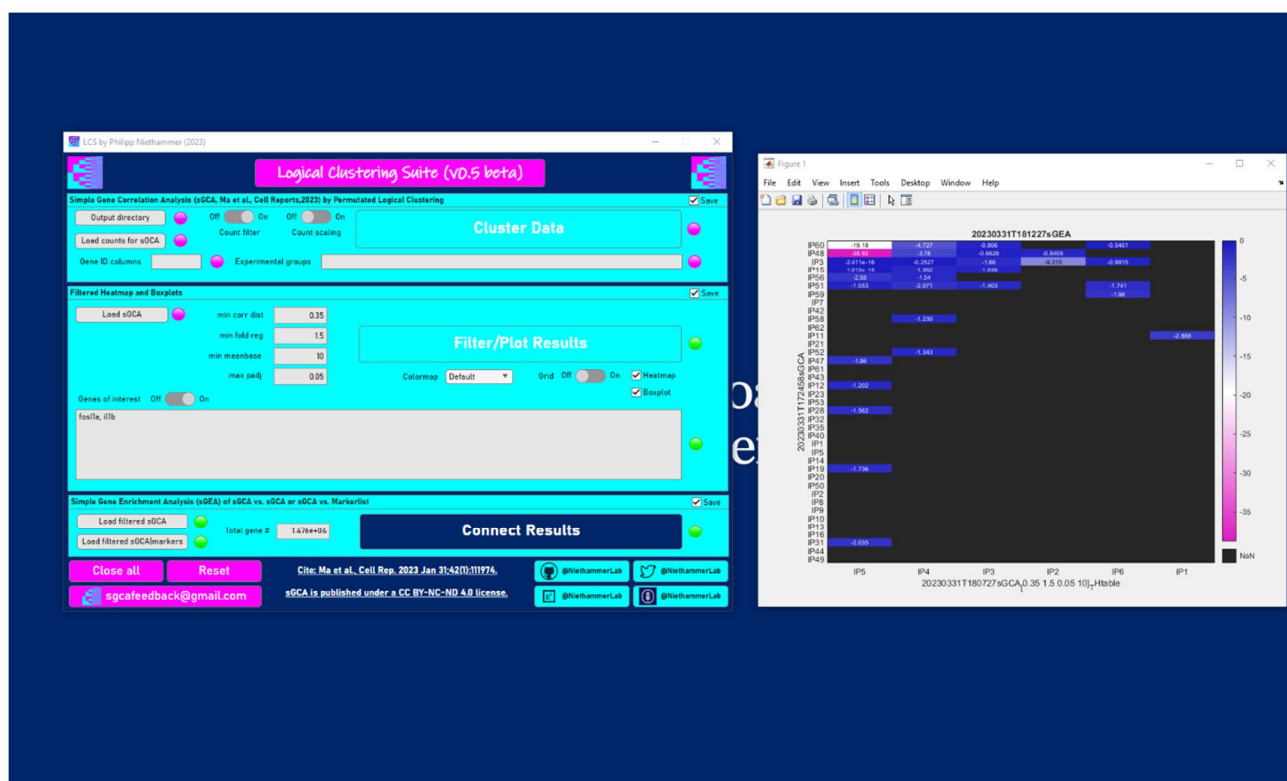 LCS by Philipp Niethammer (2023)
Logical Clustering Suite (v0.5 beta)
Simple Gene Correlation Analysis (sGCA, Ma et al., Cell Reports,2023) by Permutated Logical Clustering
Save
Output directory
Off On
Off On
Cluster Data
Load counts for sGCA
Count filter
Count scaling
Gene ID columns
Experimental groups
Filtered Heatmap and Boxplots
Save
Load sGCA
min corr dist 0.35
min fold reg 1.5
Filter/Plot Results
min meanbase 10
max padj 0.05
Colormap Default
Grid Off On
Heatmap
Boxplot
Genes of interest Off On
fosl1a, il1b
Simple Gene Enrichment Analysis (sGEA) of sGCA vs. sGCA or sGCA vs. Markerlist
Save
Load filtered sGCA
Total gene # 1.476e+04
Connect Results
Load filtered sGCA|markers
Close all
Reset
Cite: Ma et al., Cell Rep. 2023 Jan 31;42(1):111974.
@NiethammerLab
@NiethammerLab
sgcafeedback@gmail.com
sGCA is published under a CC BY-NC-ND 4.0 license.
@NiethammerLab
@NiethammerLab
Figure 1
File Edit View Insert Tools Desktop Window Help
20230331T181227sGEA
IP60 -19.18 -4.727 -0.806 -0.5461
IP48 -38.92 -3.78 -0.6628 -0.8405
IP3 -2.611e-16 -0.2527 -1.66 -9.215 -0.9915
IP15
IP56 -2.58 -1.54
IP51 -1.053 -2.071 -1.403 -1.741
IP59 -1.98
IP7
IP42
IP58 -1.239
IP62
IP11 -2.868
IP21
IP52 -1.343
IP47 -1.98
IP61
IP43
IP12 -1.202
IP23
IP53
IP28 -1.562
IP32
IP35
IP40
IP1
IP5
IP14
IP19 -1.736
IP20
IP50
IP2
IP8
IP9
IP10
IP13
IP16
IP31 -2.035
IP44
IP49
IP5 IP4 IP3 IP2 IP6 IP1
20230331T180727sGCA[0.35 1.5 0.05 10]THtable
20230331T172458sGCA
0
-5
-10
-15
-20
-25
-30
-35
NaN